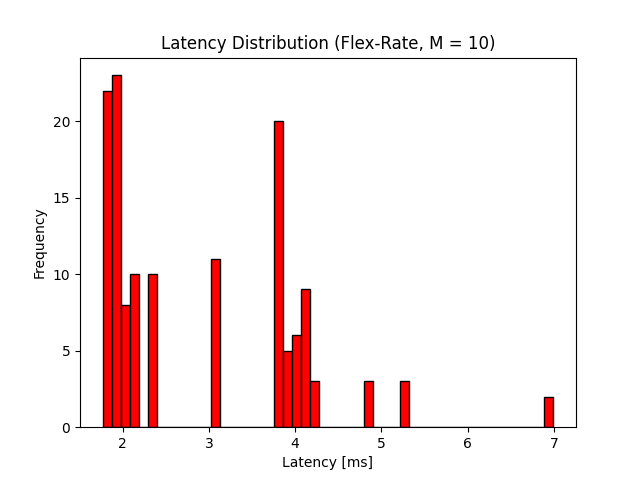 Latency Distribution (Flex-Rate, M = 10)
Frequency
20
15
10
5
0
2 3 4 5 6 7
Latency [ms]